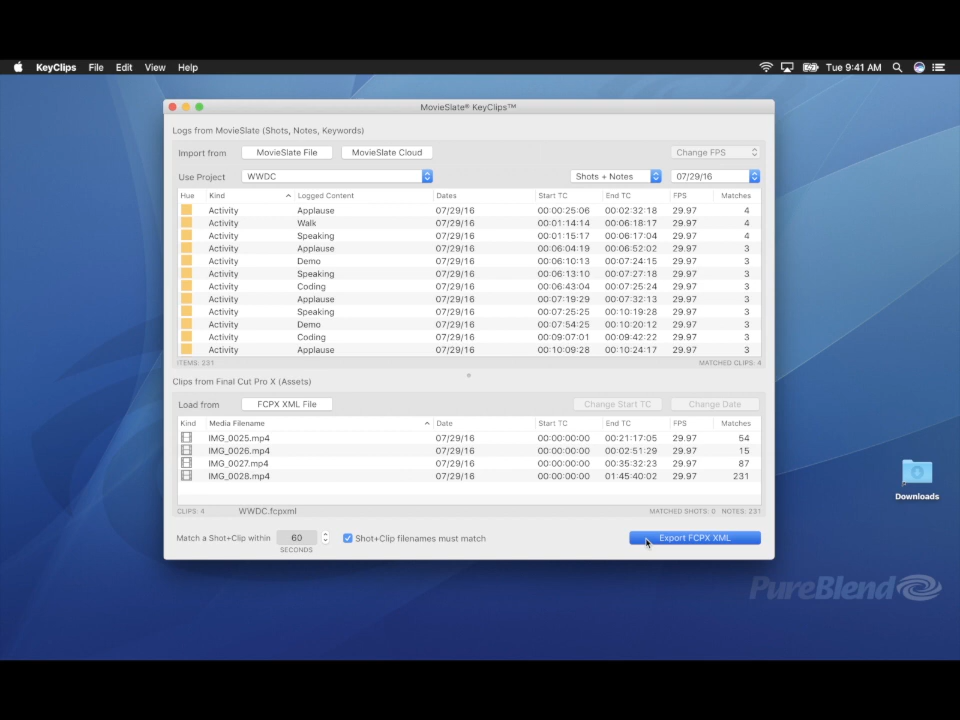 KeyClips File Edit View Help Tue 9:41 AM
MovieSlate® KeyClips™
Logs from MovieSlate (Shots, Notes, Keywords)
Import from MovieSlate File MovieSlate Cloud Change FPS
Use Project WWDC Shots + Notes 07/29/16
Hue Kind Logged Content Dates Start TC End TC FPS Matches
Activity Applause 07/29/16 00:00:25:06 00:02:32:18 29.97 4
Activity Walk 07/29/16 00:01:14:14 00:06:18:17 29.97 4
Activity Speaking 07/29/16 00:01:15:17 00:06:17:04 29.97 4
Activity Applause 07/29/16 00:06:04:19 00:06:52:02 29.97 3
Activity Demo 07/29/16 00:06:10:13 00:07:24:15 29.97 3
Activity Speaking 07/29/16 00:06:13:10 00:07:27:18 29.97 3
Activity Coding 07/29/16 00:06:43:04 00:07:25:24 29.97 3
Activity Applause 07/29/16 00:07:19:29 00:07:32:13 29.97 3
Activity Speaking 07/29/16 00:07:25:25 00:10:19:28 29.97 3
Activity Demo 07/29/16 00:07:54:25 00:10:20:12 29.97 3
Activity Coding 07/29/16 00:09:07:01 00:09:42:22 29.97 3
Activity Applause 07/29/16 00:10:09:28 00:10:24:17 29.97 3
ITEMS: 231 MATCHED CLIPS: 4
Clips from Final Cut Pro X (Assets)
Load from FCPX XML File Change Start TC Change Date
Kind Media Filename Date Start TC End TC FPS Matches
IMG_0025.mp4 07/29/16 00:00:00:00 00:21:17:05 29.97 54
IMG_0026.mp4 07/29/16 00:00:00:00 00:02:51:29 29.97 15
IMG_0027.mp4 07/29/16 00:00:00:00 00:35:32:23 29.97 87
IMG_0028.mp4 07/29/16 00:00:00:00 01:45:40:02 29.97 231
CLIPS: 4 WWDC.fcpxml MATCHED SHOTS: 0 NOTES: 231
Match a Shot+Clip within 60 Shot+Clip filenames must match Export FCPX XML
SECONDS
Downloads
PureBlend